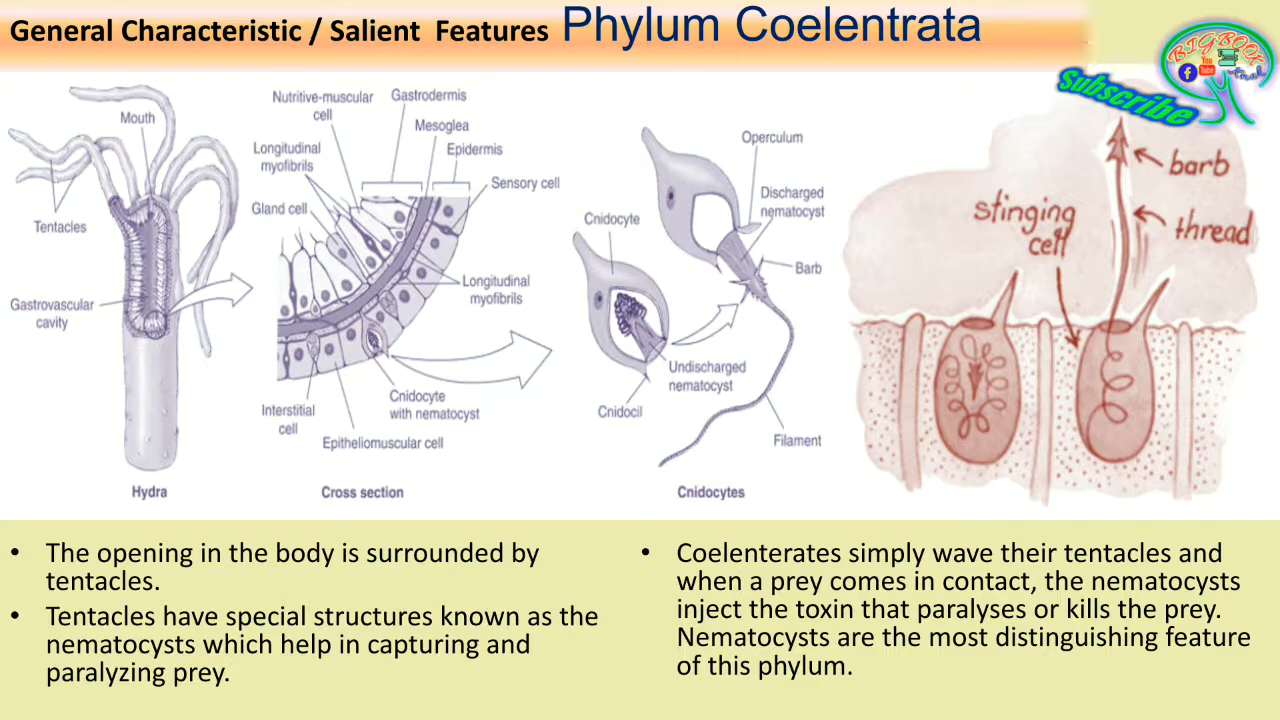 General Characteristic / Salient Features Phylum Coelentrata
BIGBOOK
You
Tube
f
Subscribe
Mouth
Tentacles
Gastrovascular
cavity
Hydra
Nutritive-muscular
cell
Gastrodermis
Mesoglea
Longitudinal
myofibrils
Epidermis
Sensory cell
Gland cell
Longitudinal
myofibrils
Cnidocyte
with nematocyst
Interstitial
cell
Epitheliomuscular cell
Cross section
Operculum
Discharged
nematocyst
Cnidocyte
Barb
Undischarged
nematocyst
Cnidocil
Filament
Cnidocytes
barb
stinging
cell
thread
• The opening in the body is surrounded by
tentacles.
• Tentacles have special structures known as the
nematocysts which help in capturing and
paralyzing prey.
• Coelenterates simply wave their tentacles and
when a prey comes in contact, the nematocysts
inject the toxin that paralyses or kills the prey.
Nematocysts are the most distinguishing feature
of this phylum.